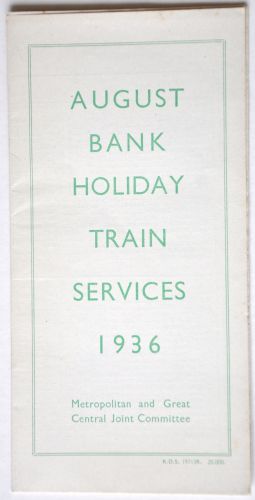 AUGUST
BANK
HOLIDAY
TRAIN
SERVICES
1936
Metropolitan and Great
Central Joint Committee